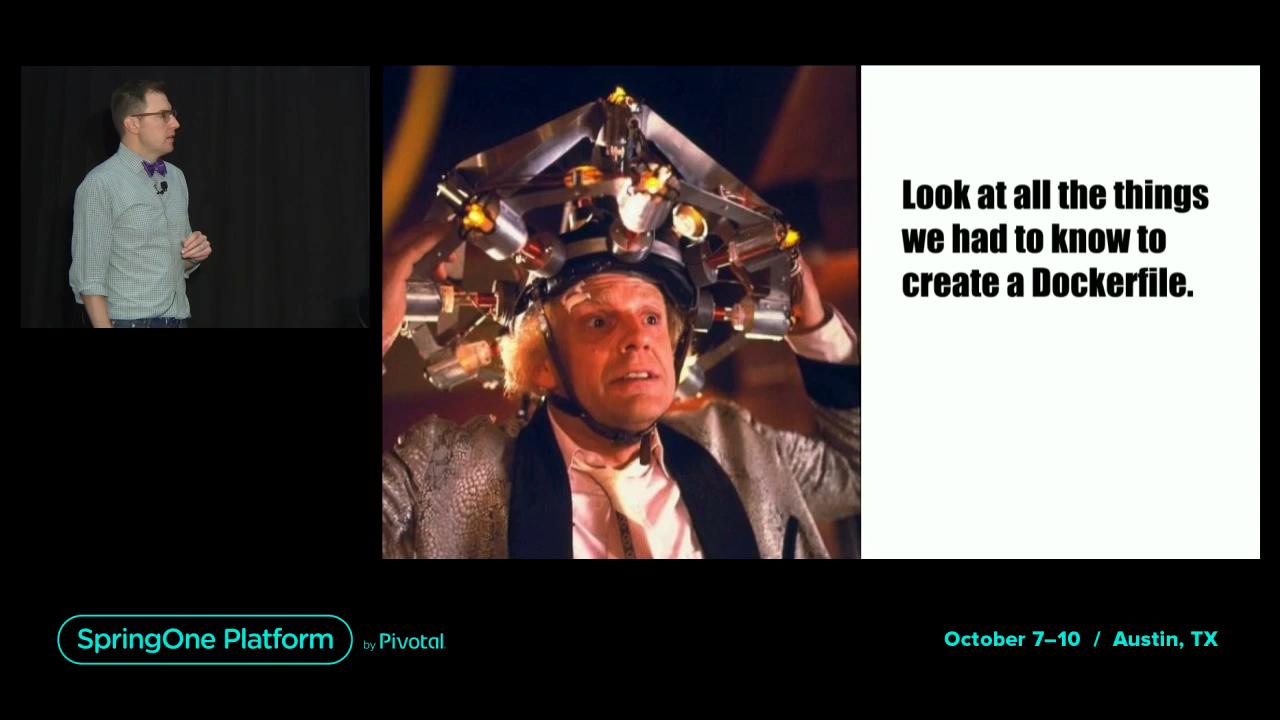 Look at all the things
we had to know to
create a Dockerfile.
SpringOne Platform
by Pivotal
October 7–10 / Austin, TX